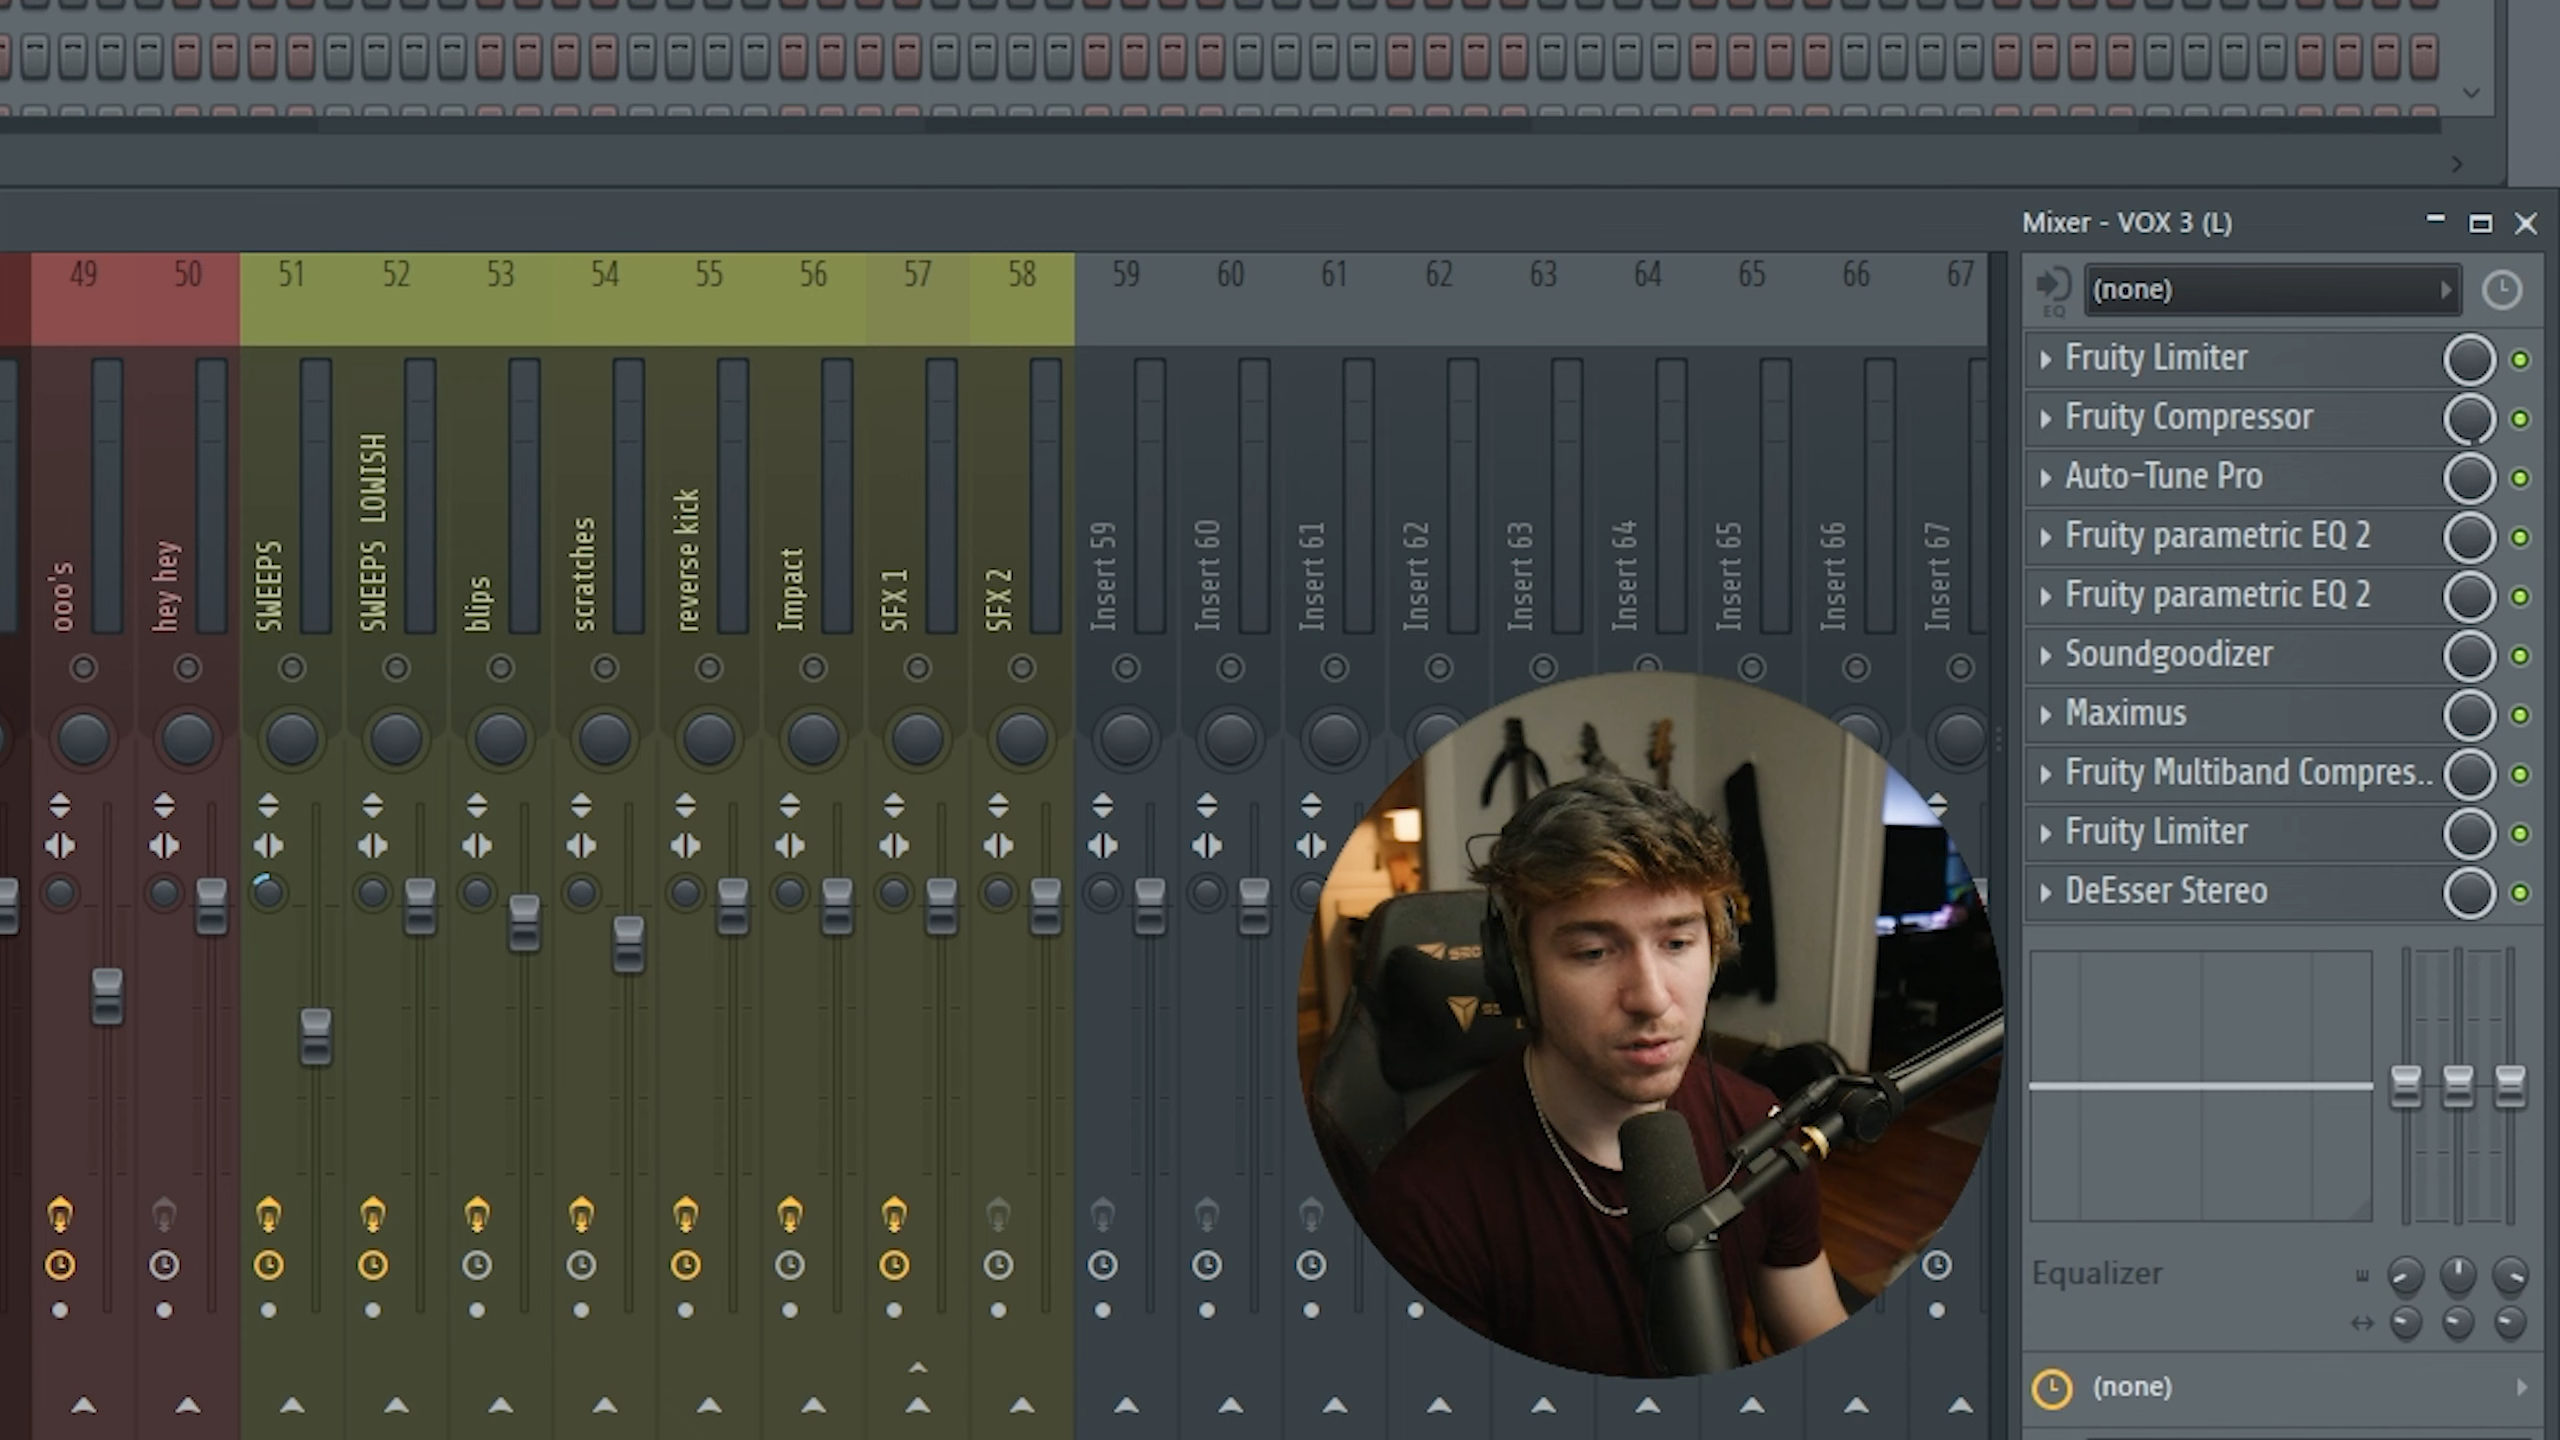 Mixer - VOX 3 (L)
49 50 51 52 53 54 55 56 57 58 59 60 61 62 63 64 65 66 67
EQ
(none)
Fruity Limiter
Fruity Compressor
Auto-Tune Pro
Fruity parametric EQ 2
Fruity parametric EQ 2
Soundgoodizer
Maximus
Fruity Multiband Compres..
Fruity Limiter
DeEsser Stereo
ooo's
hey hey
SWEEPS
SWEEPS LOWISH
blips
scratches
reverse kick
Impact
SFX 1
SFX 2
Insert 59
Insert 60
Insert 61
Insert 62
Insert 63
Insert 64
Insert 65
Insert 66
Insert 67
Equalizer
(none)